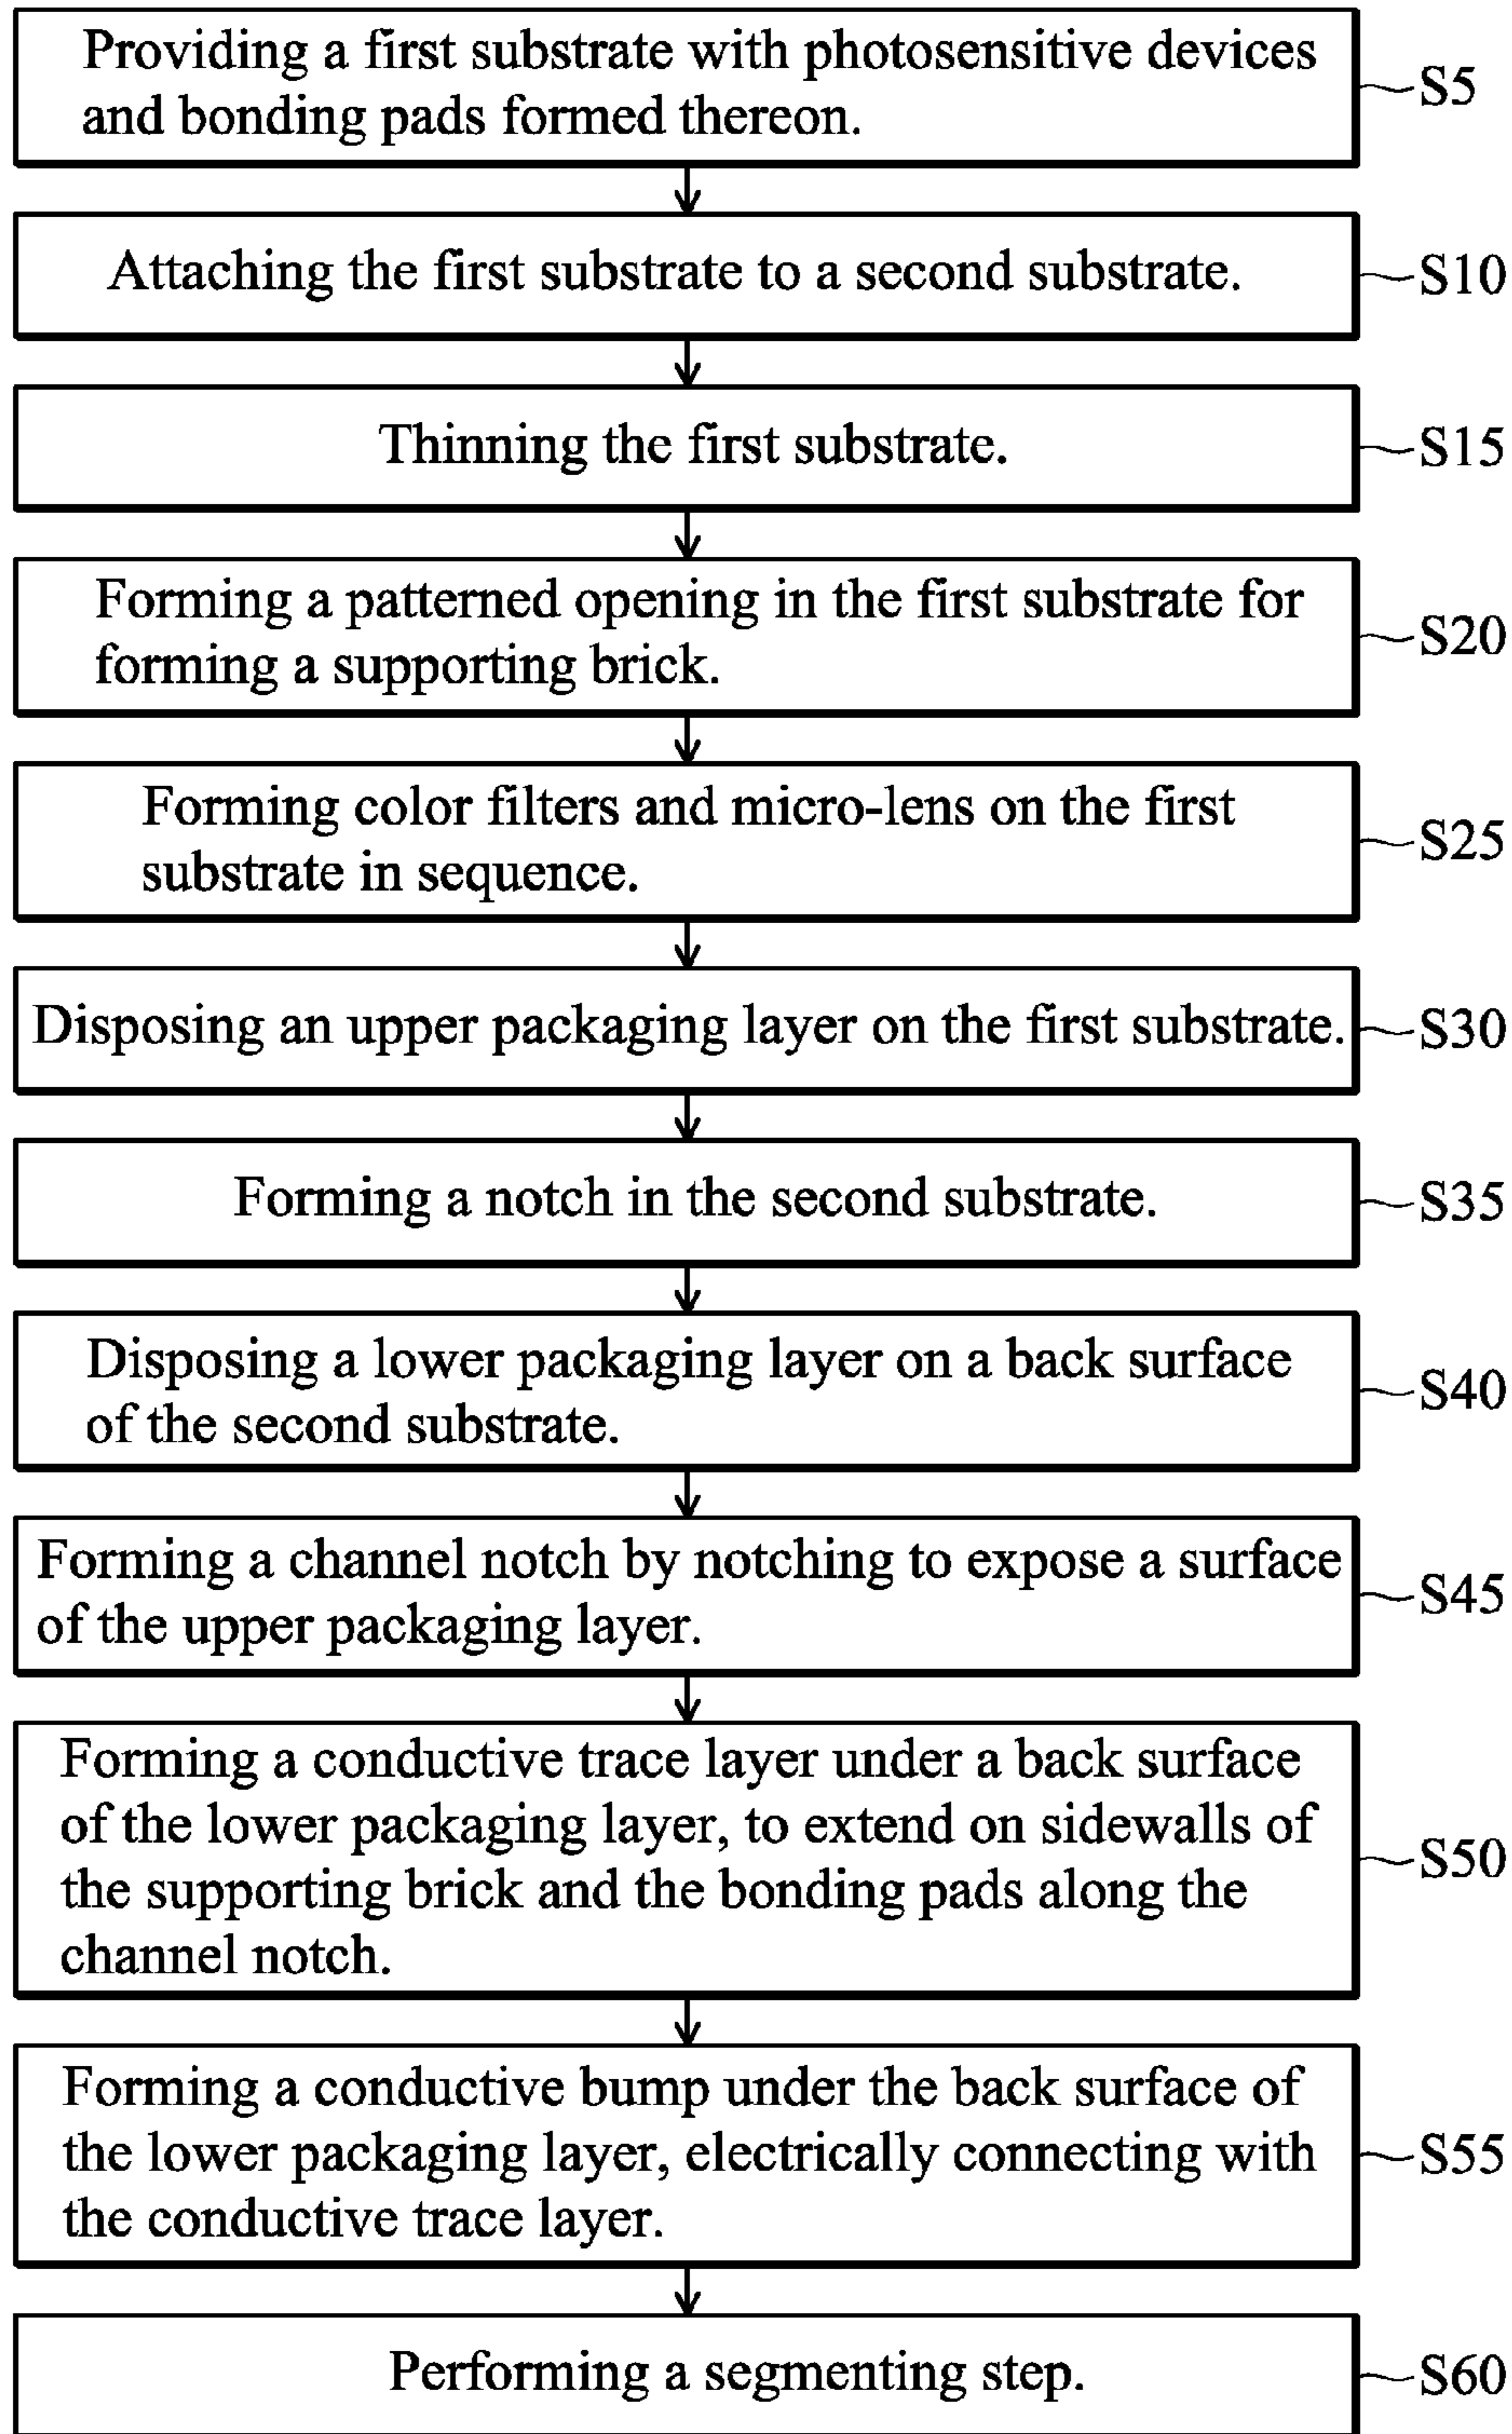 Providing a first substrate with photosensitive devices
and bonding pads formed thereon.
S5
Attaching the first substrate to a second substrate.
S10
Thinning the first substrate.
S15
Forming a patterned opening in the first substrate for
forming a supporting brick.
S20
Forming color filters and micro-lens on the first
substrate in sequence.
S25
Disposing an upper packaging layer on the first substrate.
S30
Forming a notch in the second substrate.
S35
Disposing a lower packaging layer on a back surface
of the second substrate.
S40
Forming a channel notch by notching to expose a surface
of the upper packaging layer.
S45
Forming a conductive trace layer under a back surface
of the lower packaging layer, to extend on sidewalls of
the supporting brick and the bonding pads along the
channel notch.
S50
Forming a conductive bump under the back surface of
the lower packaging layer, electrically connecting with
the conductive trace layer.
S55
Performing a segmenting step.
S60